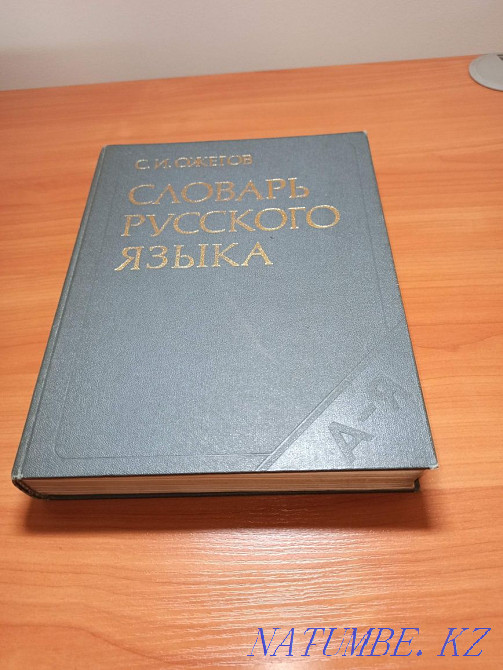 С. И. ОЖЕГОВ
СЛОВАРЬ
РУССКОГО
ЯЗЫКА
А-Я
NATUMBE. KZ